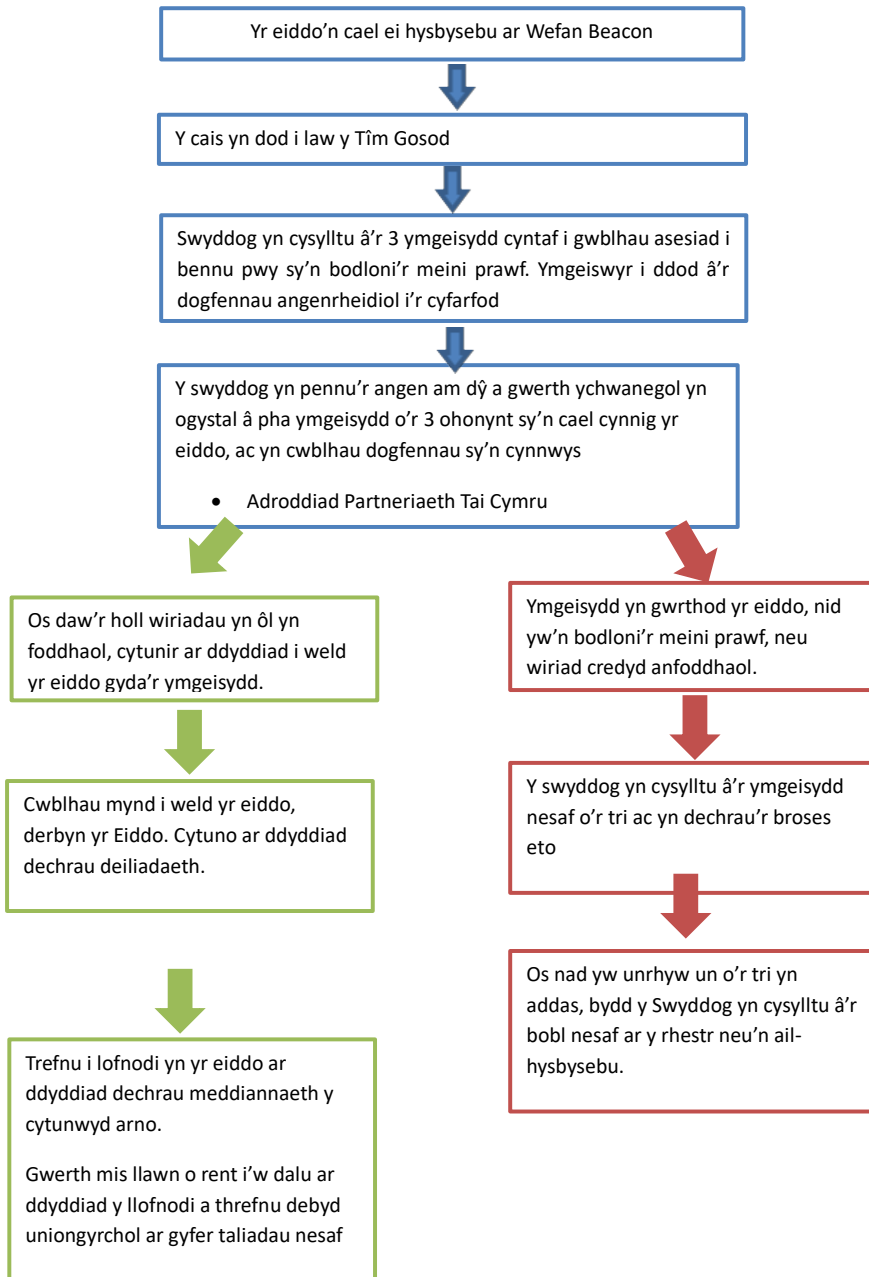 Yr eiddo'n cael ei hysbysebu ar Wefan Beacon
Y cais yn dod i law y Tîm Gosod
Swyddog yn cysylltu â'r 3 ymgeisydd cyntaf i gwblhau asesiad i
bennu pwy sy'n bodloni'r meini prawf. Ymgeiswyr i ddod â'r
dogfennau angenrheidiol i'r cyfarfod
Y swyddog yn pennu'r angen am dŷ a gwerth ychwanegol yn
ogystal â pha ymgeisydd o'r 3 ohonynt sy'n cael cynnig yr
eiddo, ac yn cwblhau dogfennau sy'n cynnwys
• Adroddiad Partneriaeth Tai Cymru
Os daw'r holl wiriadau yn ôl yn
foddhaol, cytunir ar ddyddiad i weld
yr eiddo gyda'r ymgeisydd.
Cwblhau mynd i weld yr eiddo,
derbyn yr Eiddo. Cytuno ar ddyddiad
dechrau deiliadaeth.
Trefnu i lofnodi yn yr eiddo ar
ddyddiad dechrau meddiannaeth y
cytunwyd arno.
Gwerth mis llawn o rent i'w dalu ar
ddyddiad y llofnodi a threfnu debyd
uniongyrchol ar gyfer taliadau nesaf
Ymgeisydd yn gwrthod yr eiddo, nid
yw'n bodloni'r meini prawf, neu
wiriad credyd anfoddhaol.
Y swyddog yn cysylltu â'r ymgeisydd
nesaf o'r tri ac yn dechrau'r broses
eto
Os nad yw unrhyw un o'r tri yn
addas, bydd y Swyddog yn cysylltu â'r
bobl nesaf ar y rhestr neu'n ail-
hysbysebu.